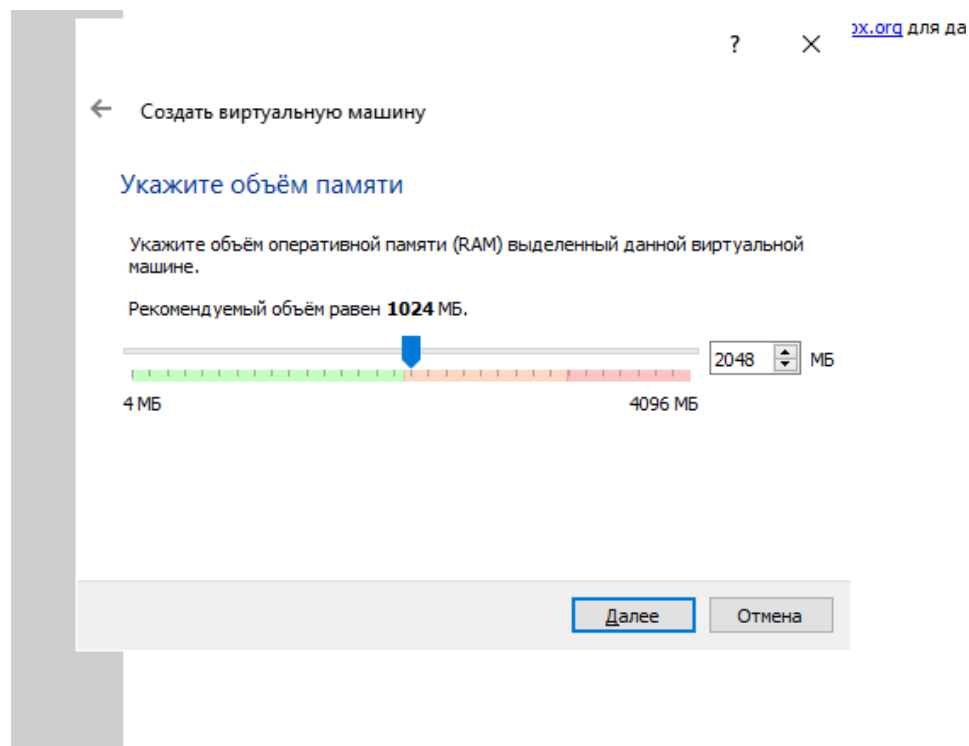 ?
ox.org для да
Создать виртуальную машину
Укажите объём памяти
Укажите объём оперативной памяти (RAM) выделенный данной виртуальной
машине.
Рекомендуемый объём равен 1024 МБ.
2048 МБ
4 МБ 4096 МБ
Далее Отмена